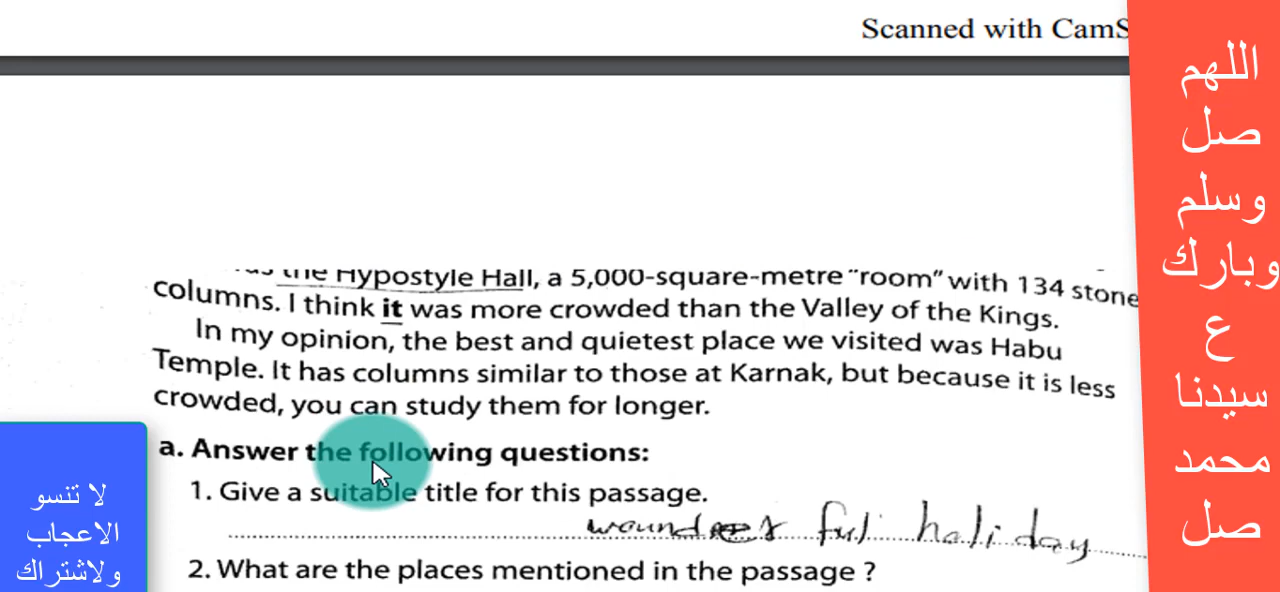 Scanned with CamS
the Hypostyle Hall, a 5,000-square-metre "room" with 134 stone
columns. I think it was more crowded than the Valley of the Kings.
In my opinion, the best and quietest place we visited was Habu
Temple. It has columns similar to those at Karnak, but because it is less
crowded, you can study them for longer.
a. Answer the following questions:
1. Give a suitable title for this passage.
ful holiday
2. What are the places mentioned in the passage ?
اللهم
صل
وسلم
وبارك
ع
سيدنا
محمد
صل
لا تنسو
الاعجاب
ولاشتراك